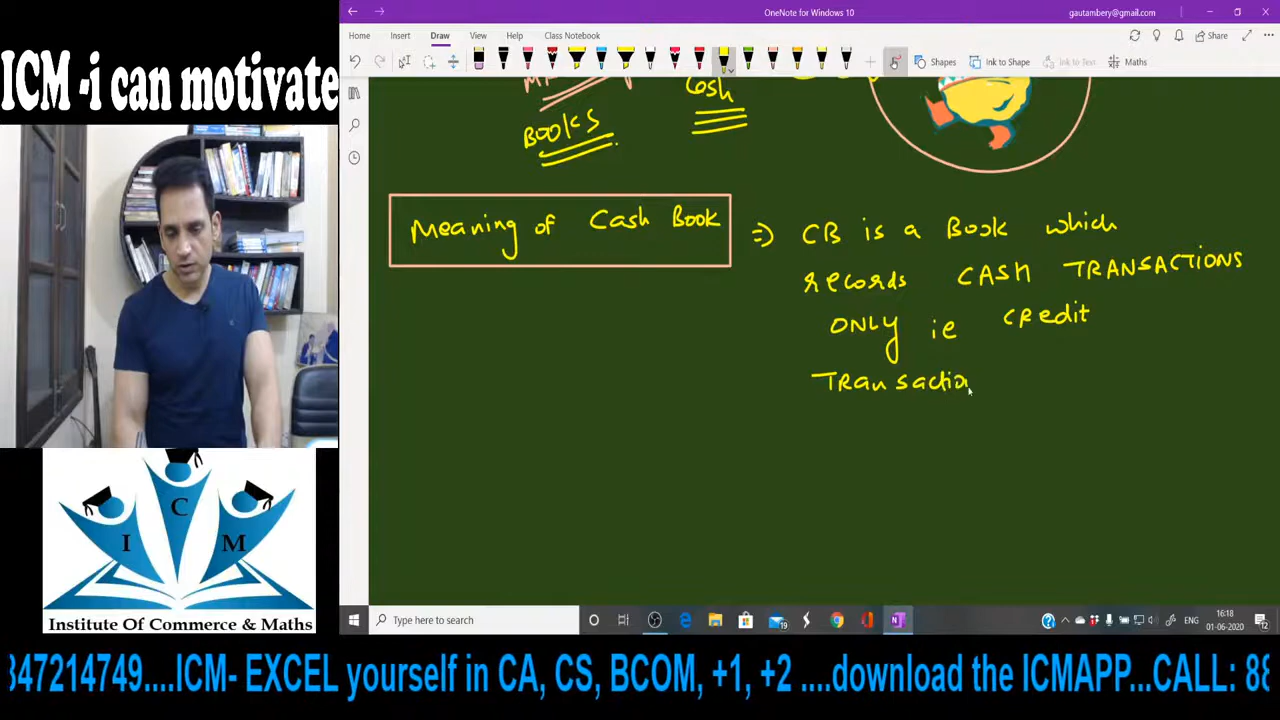 ICM -i can motivate
OneNote for Windows 10
gautambery@gmail.com
Home Insert Draw View Help Class Notebook
Share
Shapes
Ink to Shape
Ink to Text
Maths
Cash
BOOKS
Meaning of Cash Book
⇒ CB is a Book which
records CASH TRANSACTIONS
ONLY ie CRedit
TRansactio
I C M
Institute Of Commerce & Maths
Type here to search
19
ENG
16:18
01-06-2020
12
347214749....ICM- EXCEL yourself in CA, CS, BCOM, +1, +2 ....download the ICMAPP...CALL: 88